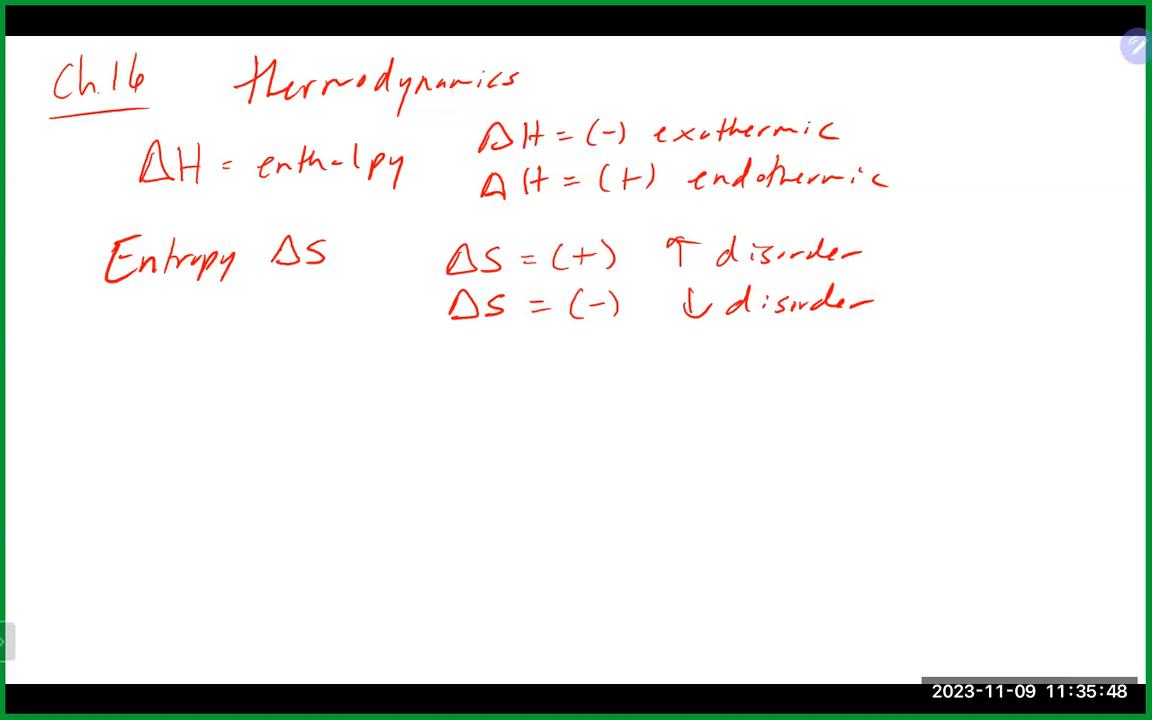 Ch.16 thermodynamics
ΔH = enthalpy
ΔH = (-) exothermic
ΔH = (+) endothermic
Entropy ΔS
ΔS = (+) ↑ disorder
ΔS = (-) ↓ disorder
2023-11-09 11:35:48